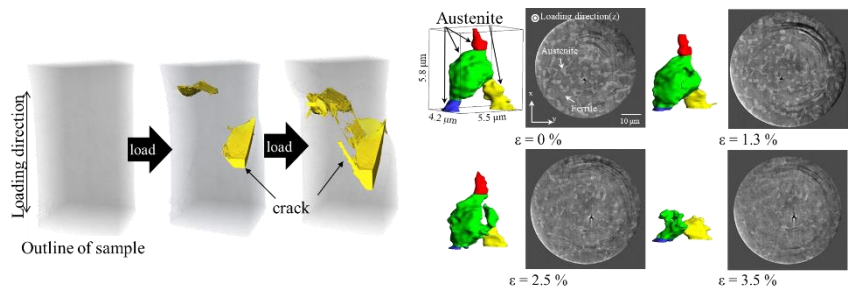 Loading direction
load
load
crack
Outline of sample
Austenite
5.8 μm
4.2 μm
5.5 μm
Loading direction(z)
Austenite
Ferrite
x
y
10 μm
ε = 0 %
ε = 1.3 %
ε = 2.5 %
ε = 3.5 %